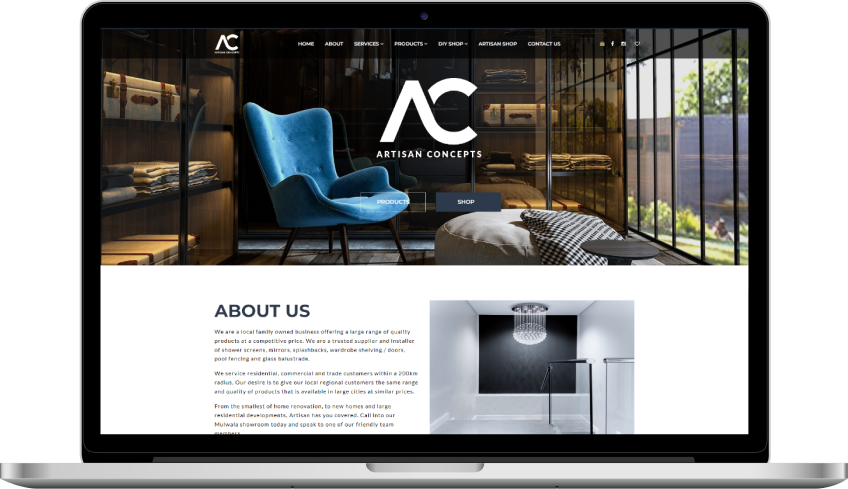 AC
ARTISAN CONCEPTS
HOME ABOUT SERVICES PRODUCTS DIY SHOP ARTISAN SHOP CONTACT US
AC
ARTISAN CONCEPTS
PRODUCTS SHOP
ABOUT US
We are a local family owned business offering a large range of quality
products at a competitive price. We are a trusted supplier and installer
of shower screens, mirrors, splashbacks, wardrobe shelving / doors,
pool fencing and glass balustrade.
We service residential, commercial and trade customers within a 200km
radius. Our desire is to give our local regional customers the same range
and quality of products that is available in large cities at similar prices.
From the smallest of home renovation, to new homes and large
residential developments, Artisan has you covered. Call into our
Mulwala showroom today and speak to one of our friendly team
members